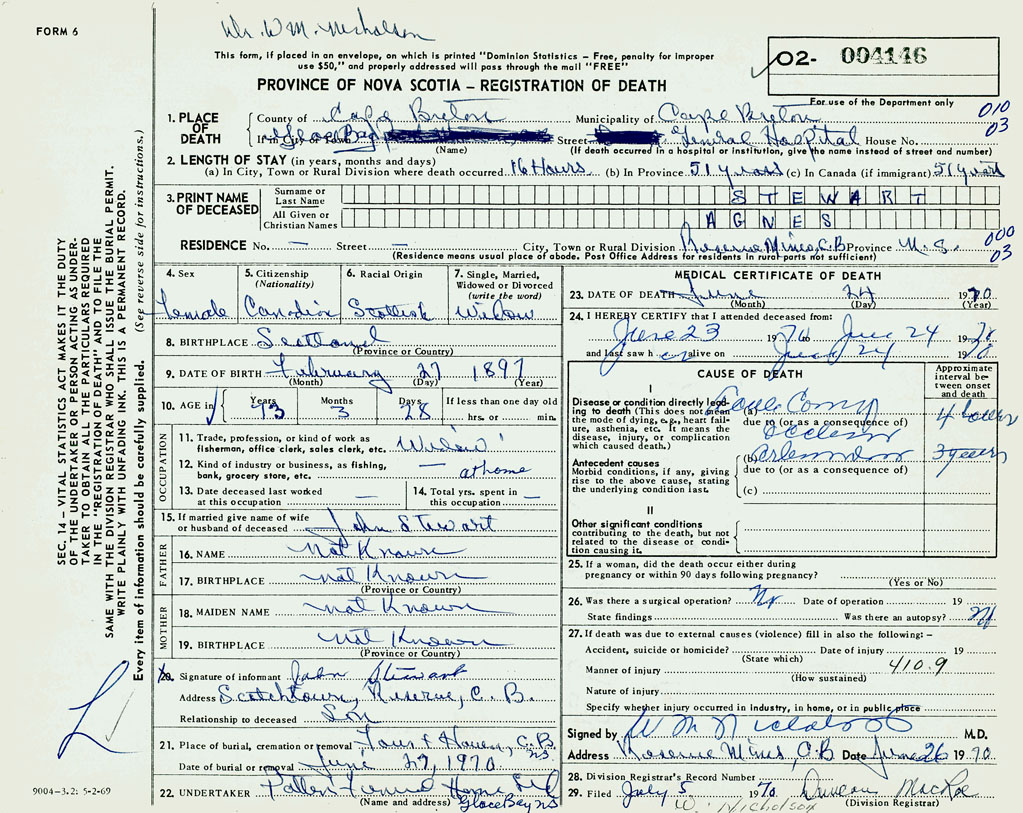 FORM 6
Dr. W M. Nicholson
This form, if placed in an envelope, on which is printed "Dominion Statistics – Free, penalty for improper
use $50," and properly addressed will pass through the mail "FREE"
02- 004146
PROVINCE OF NOVA SCOTIA – REGISTRATION OF DEATH
For use of the Department only
1. PLACE OF DEATH
County of Cape Breton Municipality of Cape Breton 010
If in City or Town Glace Bay Street General Hospital House No. 03
(Name) (If death occurred in a hospital or institution, give the name instead of street and number)
2. LENGTH OF STAY (in years, months and days)
(a) In City, Town or Rural Division where death occurred 16 Hours (b) In Province 51 years (c) In Canada (if immigrant) 51 years
3. PRINT NAME OF DECEASED
Surname or Last Name STEWART
All Given or Christian Names AGNES
RESIDENCE No. — Street — City, Town or Rural Division Reserve Mines, C.B Province N.S. 000
(Residence means usual place of abode. Post Office Address for residents in rural parts not sufficient) 03
4. Sex Female
5. Citizenship (Nationality) Canadian
6. Racial Origin Scottish
7. Single, Married, Widowed or Divorced (write the word) Widow
8. BIRTHPLACE Scotland
(Province or Country)
9. DATE OF BIRTH February 27 1897
(Month) (Day) (Year)
10. AGE in Years 73 Months 3 Days 28 If less than one day old
hrs. or min.
OCCUPATION
11. Trade, profession, or kind of work as
fisherman, office clerk, sales clerk, etc. Widow
12. Kind of industry or business, as fishing,
bank, grocery store, etc. — at home
13. Date deceased last worked
at this occupation —
14. Total yrs. spent in
this occupation —
15. If married give name of wife
or husband of deceased John Stewart
FATHER
16. NAME Not Known
17. BIRTHPLACE Not Known
(Province or Country)
MOTHER
18. MAIDEN NAME Not Known
19. BIRTHPLACE Not Known
(Province or Country)
20. Signature of informant John Stewart
Address Scotchtown, Reserve, C. B.
Relationship to deceased Son
21. Place of burial, cremation or removal C.B. NS
Date of burial or removal June 27, 1970
22. UNDERTAKER Funeral Home
(Name and address) Glace Bay NS
MEDICAL CERTIFICATE OF DEATH
23. DATE OF DEATH June 24 1970
(Month) (Day) (Year)
24. I HEREBY CERTIFY that I attended deceased from:
June 23 1970 to June 24 1970
and last saw her alive on June 24 1970
CAUSE OF DEATH
Approximate interval between onset and death
I
Disease or condition directly leading to death (This does not mean the mode of dying, e.g., heart failure, asthenia, etc. It means the disease, injury, or complication which caused death.)
(a) 4 hours
due to (or as a consequence of)
Antecedent causes
Morbid conditions, if any, giving rise to the above cause, stating the underlying condition last.
(b) 3 years
due to (or as a consequence of)
(c)
II
Other significant conditions contributing to the death, but not related to the disease or condition causing it.
25. If a woman, did the death occur either during
pregnancy or within 90 days following pregnancy?
(Yes or No)
26. Was there a surgical operation? No Date of operation 19
State findings Was there an autopsy? No
27. If death was due to external causes (violence) fill in also the following: –
Accident, suicide or homicide? Date of injury 19
(State which)
Manner of injury 410.9
(How sustained)
Nature of injury
Specify whether injury occurred in industry, in home, or in public place
Signed by W M Nicholson M.D.
Address Reserve Mines, C.B Date June 26 1970
28. Division Registrar's Record Number
29. Filed July 5 1970 Duncan MacRae
W. Nicholson (Division Registrar)
SEC. 14 – VITAL STATISTICS ACT MAKES IT THE DUTY
OF THE UNDERTAKER OR PERSON ACTING AS UNDER-
TAKER TO OBTAIN ALL THE PARTICULARS REQUIRED
IN THE "REGISTRATION OF DEATH" AND TO FILE THE
SAME WITH THE DIVISION REGISTRAR WHO SHALL ISSUE THE BURIAL PERMIT.
WRITE PLAINLY WITH UNFADING INK. THIS IS A PERMANENT RECORD.
Every item of information should be carefully supplied. (See reverse side for instructions.)
9004-3.2: 5-2-69